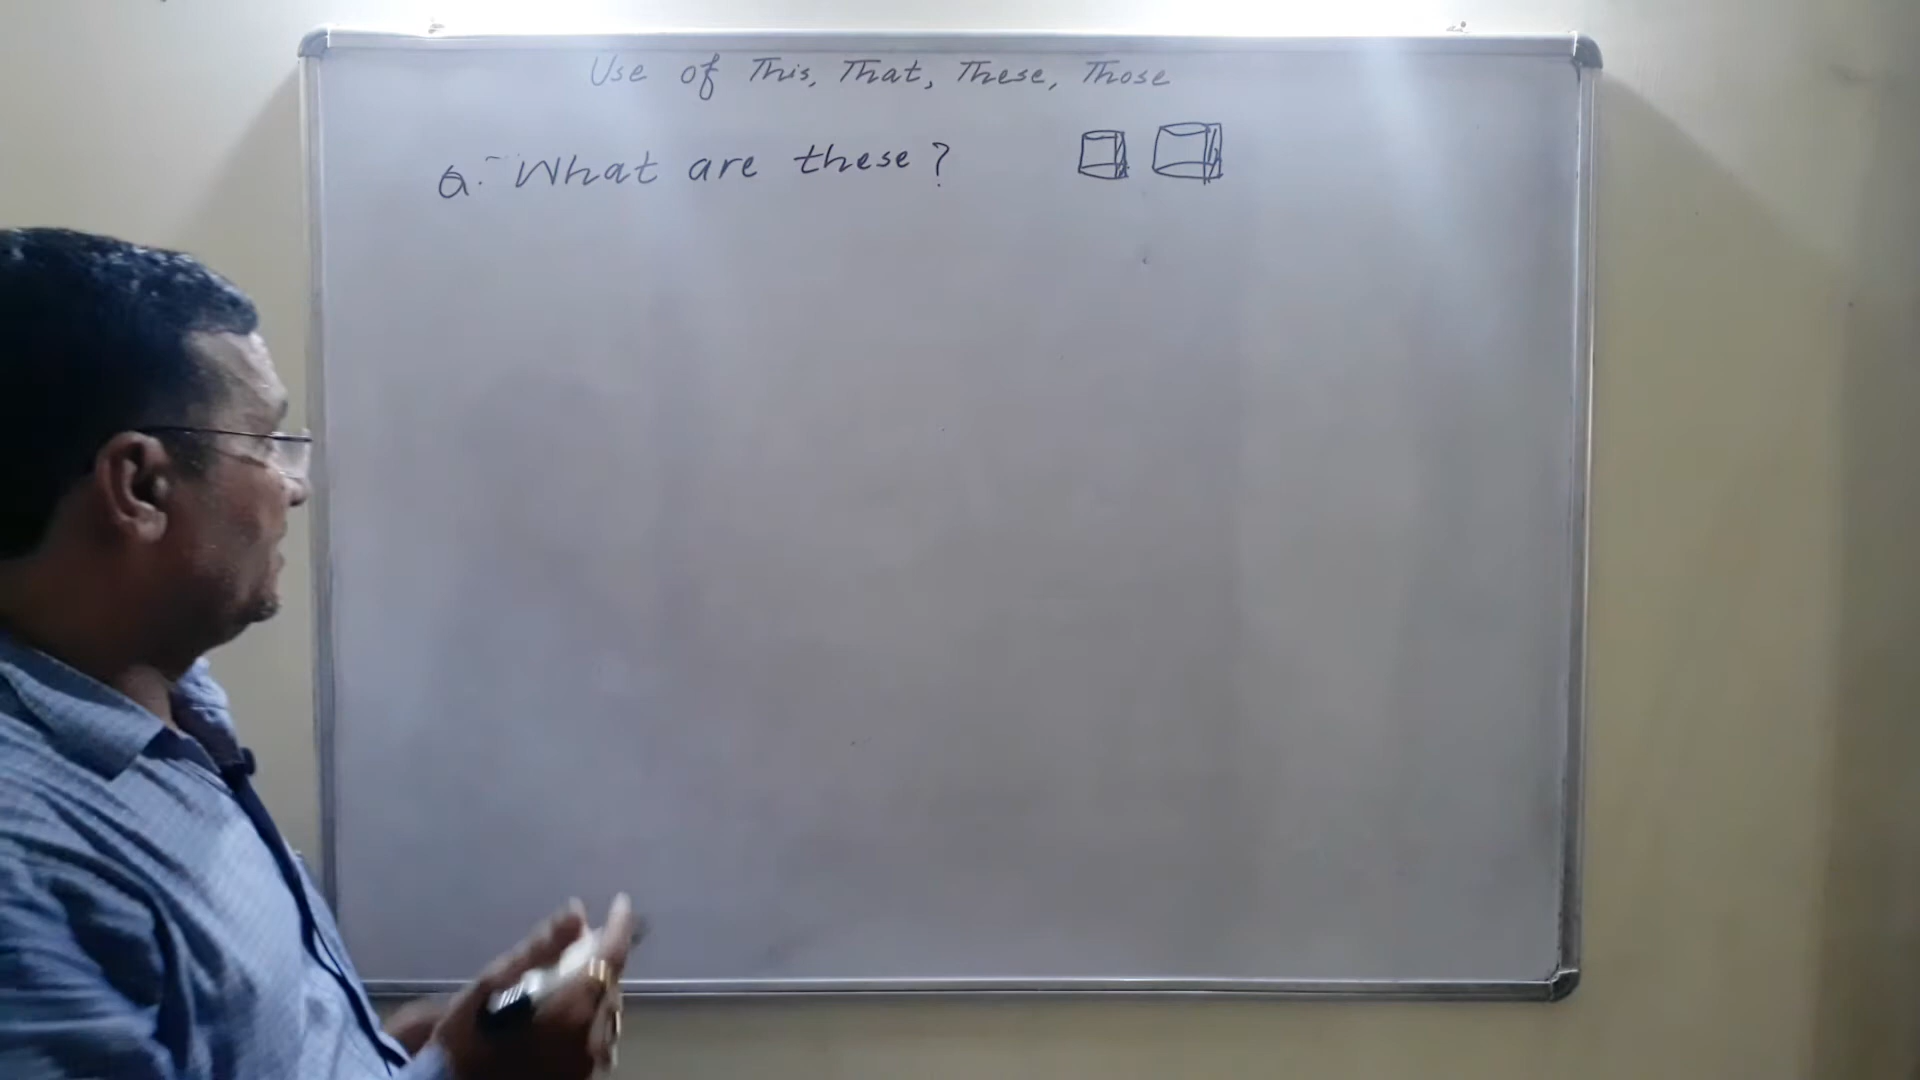 Use of This, That, These, Those
Q:- What are these?